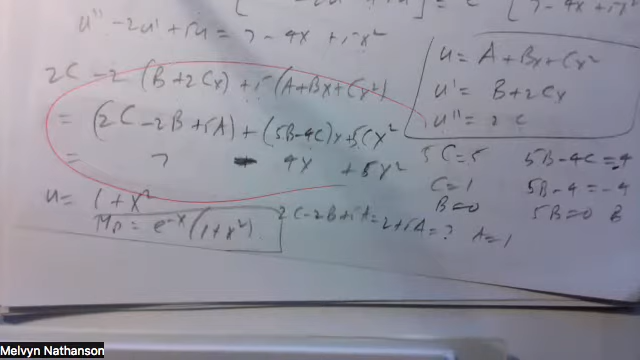 u'' - 2u' + 5u = 7 - 4x + 5x²
2C - 2(B + 2Cx) + 5(A + Bx + Cx²)
= (2C - 2B + 5A) + (5B - 4C)x + 5Cx²
= 7 - 4x + 5x²
u = 1 + x²
e^-x (1 + x²)
u = A + Bx + Cx²
u' = B + 2Cx
u'' = 2C
5C = 5
5B - 4C = -4
C = 1
5B - 4 = -4
B = 0
5B = 0 B
2C - 2B + 5A = 2 + 5A = ?
A = 1
Melvyn Nathanson